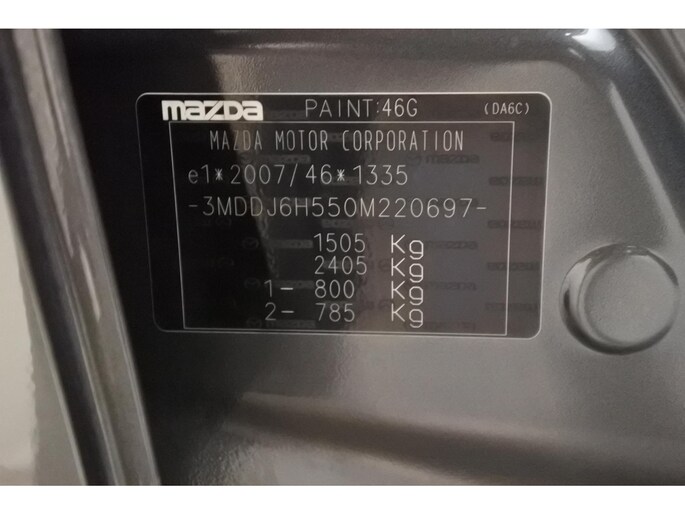 mazda PAINT:46G (DA6C)
MAZDA MOTOR CORPORATION
e1*2007/46*1335
-3MDDJ6H550M220697-
1505 Kg
2405 Kg
1- 800 Kg
2- 785 Kg